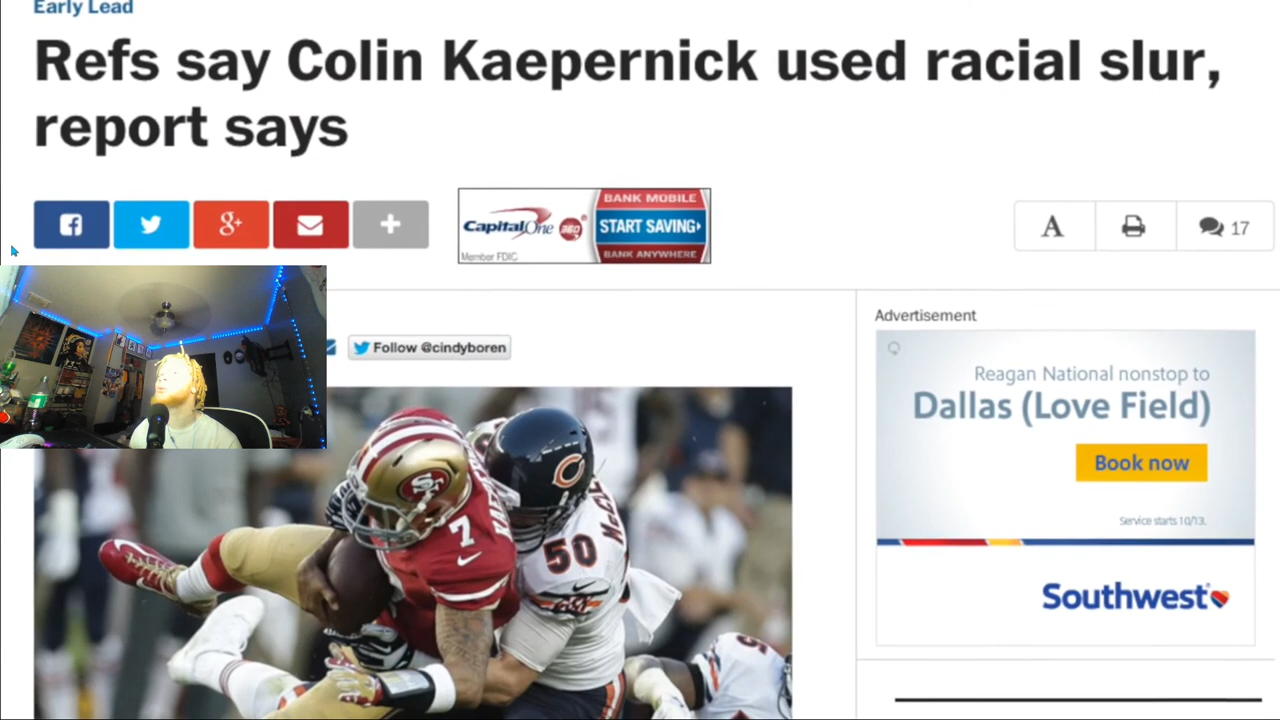 Early Lead
Refs say Colin Kaepernick used racial slur,
report says
g+
Capital One 360
Member FDIC
BANK MOBILE
START SAVING
BANK ANYWHERE
A
17
Follow @cindyboren
Advertisement
Reagan National nonstop to
Dallas (Love Field)
Book now
Service starts 10/13.
Southwest
SF
7
C
50